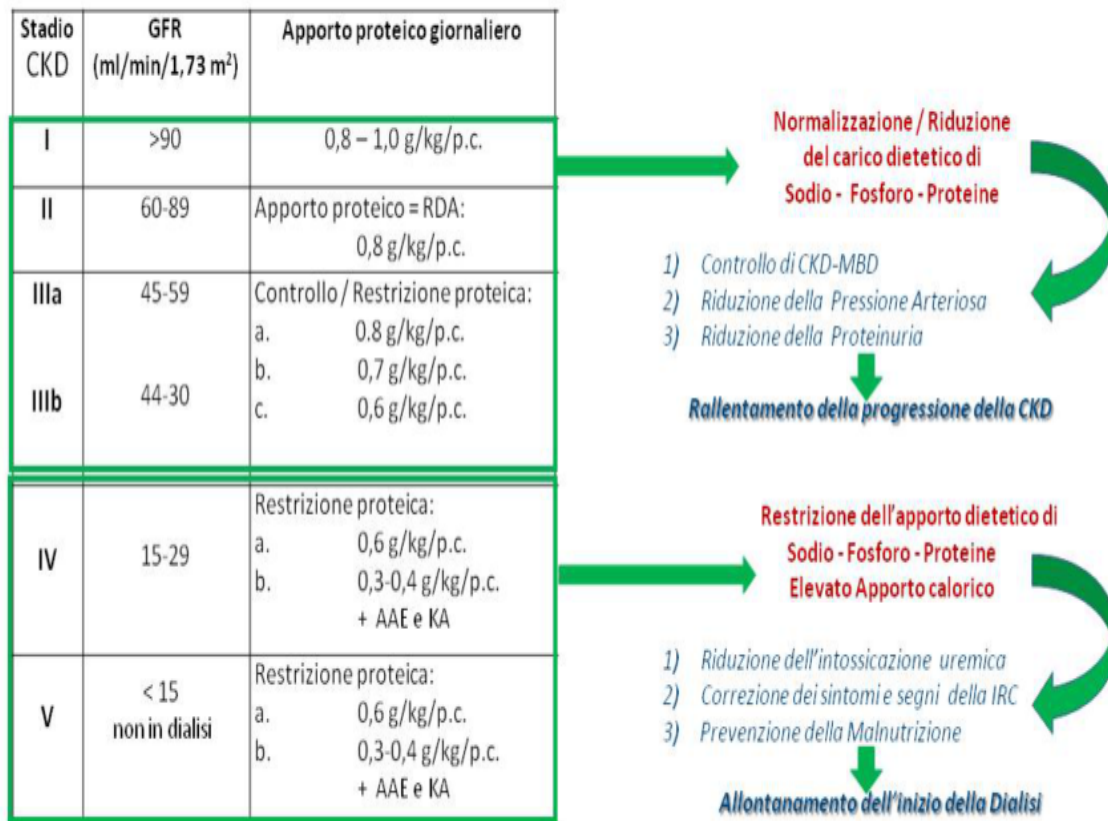 Stadio CKD
GFR (ml/min/1,73 m²)
Apporto proteico giornaliero
I
>90
0,8 – 1,0 g/kg/p.c.
II
60-89
Apporto proteico = RDA:
0,8 g/kg/p.c.
IIIa
45-59
IIIb
44-30
Controllo / Restrizione proteica:
a. 0.8 g/kg/p.c.
b. 0,7 g/kg/p.c.
c. 0,6 g/kg/p.c.
IV
15-29
Restrizione proteica:
a. 0,6 g/kg/p.c.
b. 0,3-0,4 g/kg/p.c.
+ AAE e KA
V
< 15
non in dialisi
Restrizione proteica:
a. 0,6 g/kg/p.c.
b. 0,3-0,4 g/kg/p.c.
+ AAE e KA
Normalizzazione / Riduzione
del carico dietetico di
Sodio - Fosforo - Proteine
1) Controllo di CKD-MBD
2) Riduzione della Pressione Arteriosa
3) Riduzione della Proteinuria
Rallentamento della progressione della CKD
Restrizione dell'apporto dietetico di
Sodio - Fosforo - Proteine
Elevato Apporto calorico
1) Riduzione dell'intossicazione uremica
2) Correzione dei sintomi e segni della IRC
3) Prevenzione della Malnutrizione
Allontanamento dell'inizio della Dialisi